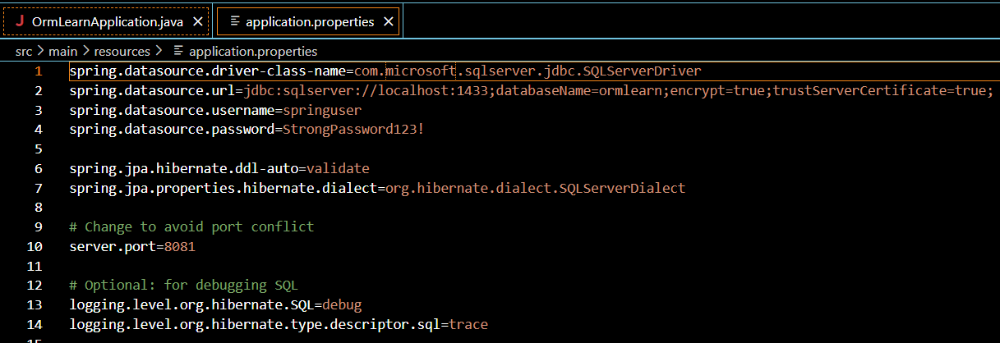 J OrmLearnApplication.java × application.properties ×
src > main > resources > application.properties
1 spring.datasource.driver-class-name=com.microsoft.sqlserver.jdbc.SQLServerDriver
2 spring.datasource.url=jdbc:sqlserver://localhost:1433;databaseName=ormlearn;encrypt=true;trustServerCertificate=true;
3 spring.datasource.username=springuser
4 spring.datasource.password=StrongPassword123!
5
6 spring.jpa.hibernate.ddl-auto=validate
7 spring.jpa.properties.hibernate.dialect=org.hibernate.dialect.SQLServerDialect
8
9 # Change to avoid port conflict
10 server.port=8081
11
12 # Optional: for debugging SQL
13 logging.level.org.hibernate.SQL=debug
14 logging.level.org.hibernate.type.descriptor.sql=trace